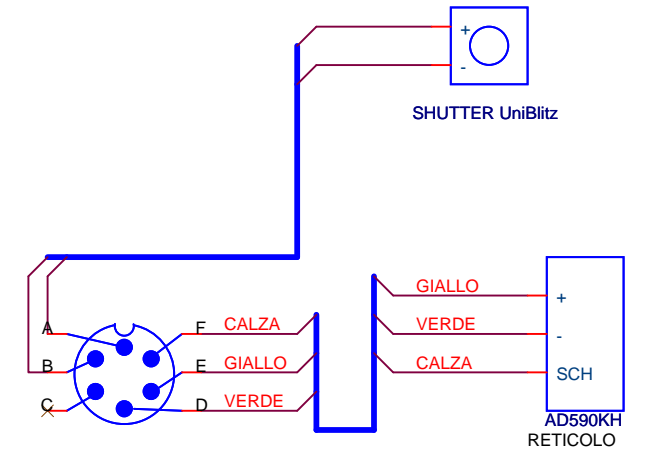 +
-
SHUTTER UniBlitz
GIALLO
+
A
F
CALZA
VERDE
-
B
E
GIALLO
CALZA
SCH
C
D
VERDE
AD590KH
RETICOLO